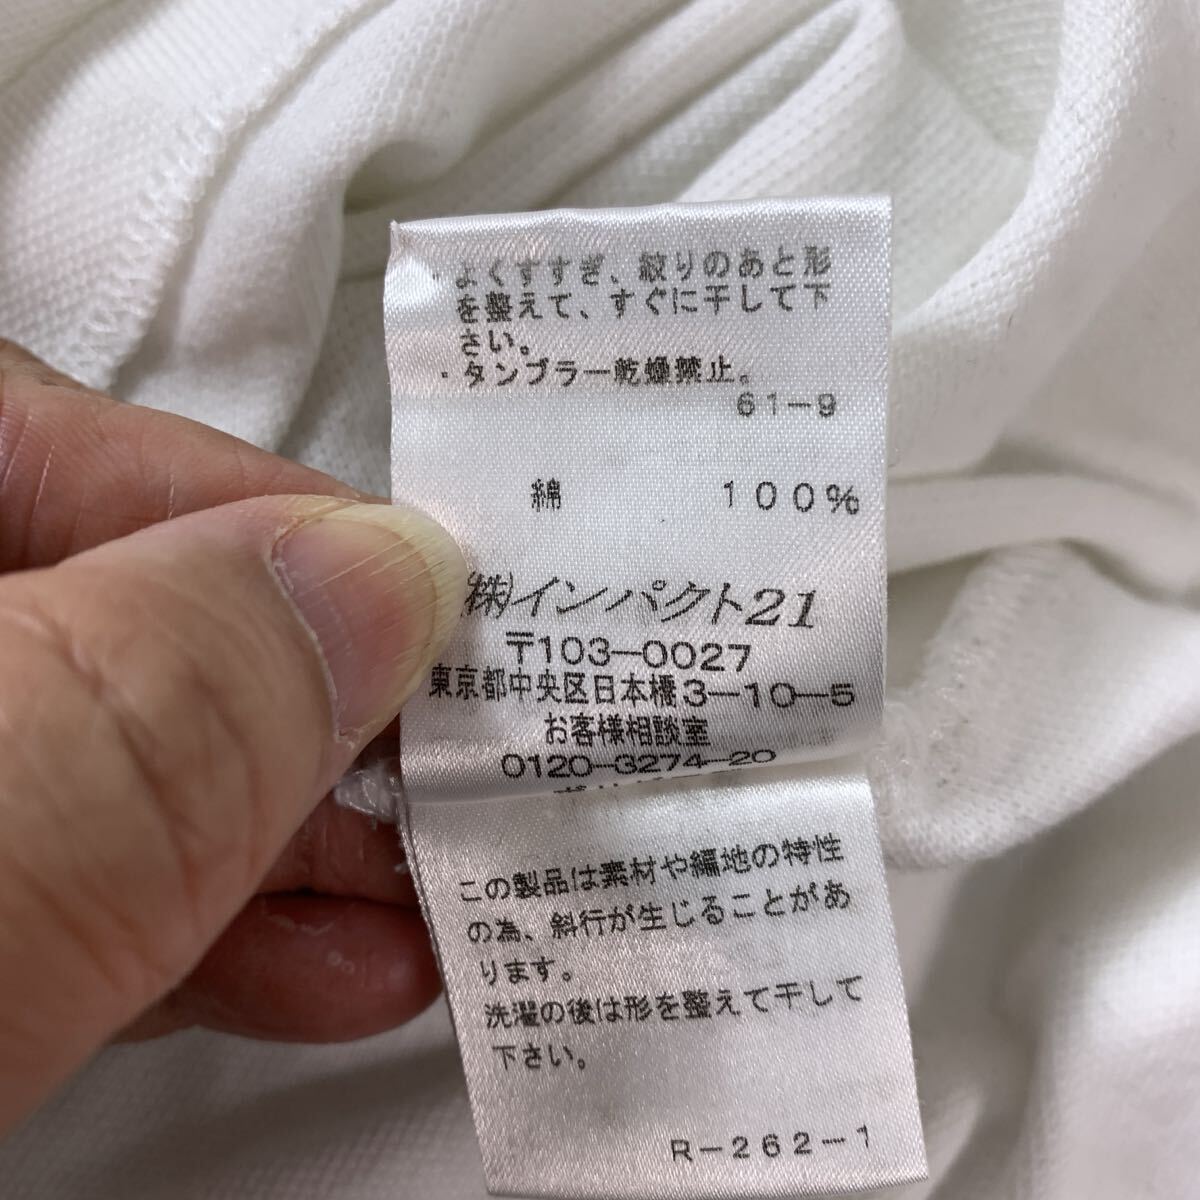 ・よくすすぎ、絞りのあと形
を整えて、すぐに干して下
さい。
・タンブラー乾燥禁止。
61-9
綿 100%
(株)インパクト21
〒103-0027
東京都中央区日本橋3-10-5
お客様相談室
0120-3274-20
この製品は素材や編地の特性
の為、斜行が生じることがあ
ります。
洗濯の後は形を整えて干して
下さい。
R-262-1